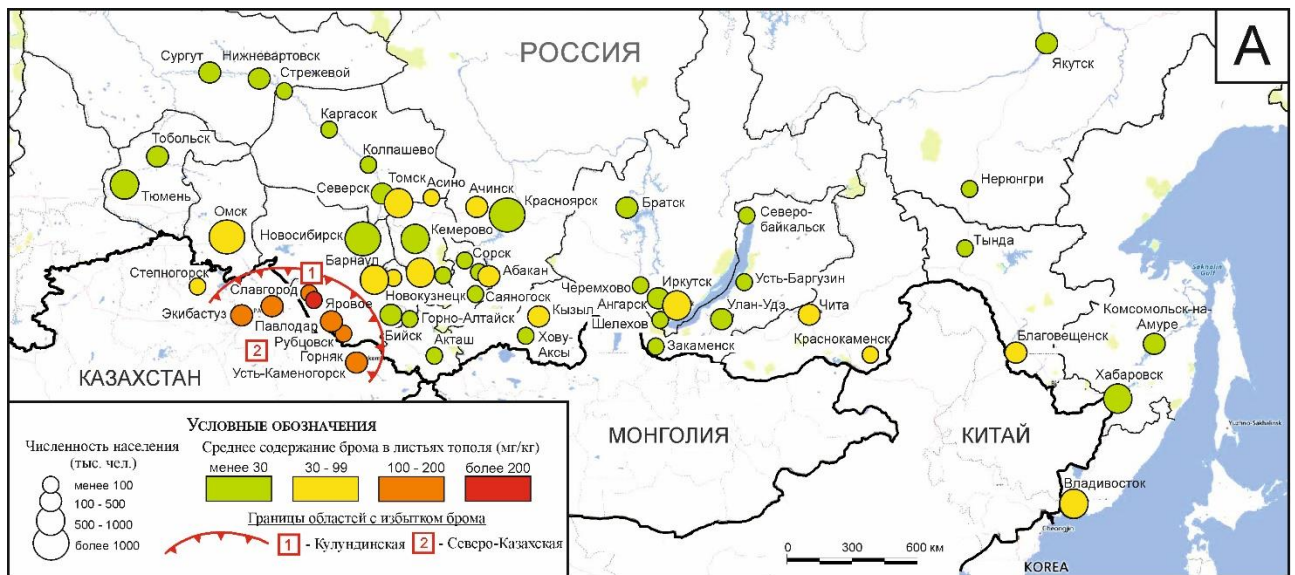 РОССИЯ
А
Сургут
Нижневартовск
Стрежевой
Якутск
Каргасок
Тобольск
Колпашево
Тюмень
Северск
Томск
Асино
Ачинск
Красноярск
Братск
Нерюнгри
Омск
Новосибирск
Кемерово
Северо-
байкальск
Тында
Степногорск
Барнаул
Сорск
Абакан
Черемхово
Иркутск
Усть-Баргузин
Sakhalin
Gulf
Славгород
Яровое
Новокузнецк
Саяногорск
Ангарск
Улан-Удэ
Чита
Комсомольск-на-
Амуре
Экибастуз
Павлодар
Бийск
Горно-Алтайск
Кызыл
Шелехов
Благовещенск
Рубцовск
Акташ
Хову-
Аксы
Закаменск
Краснокаменск
Горняк
Усть-Каменогорск
Хабаровск
1
2
КАЗАХСТАН
МОНГОЛИЯ
КИТАЙ
Yuzhno-Sakhalinsk
Владивосток
Chongjin
KOREA
0 300 600 км
Условные обозначения
Численность населения
(тыс. чел.)
менее 100
100 - 500
500 - 1000
более 1000
Среднее содержание брома в листьях тополя (мг/кг)
менее 30
30 - 99
100 - 200
более 200
Границы областей с избытком брома
1 - Кулундинская 2 - Северо-Казахская